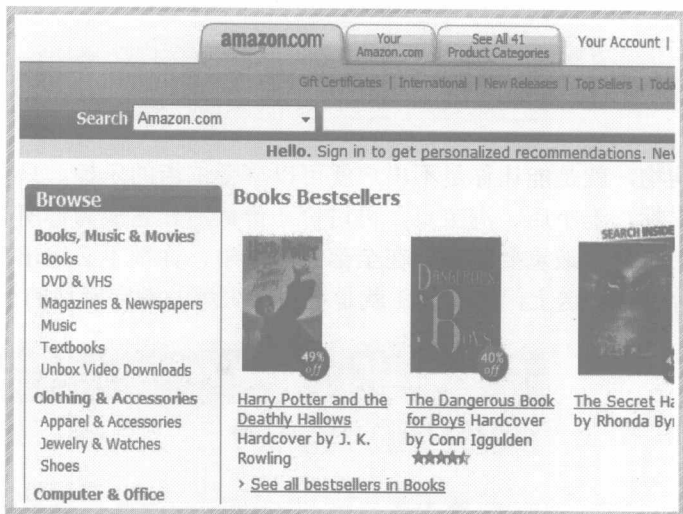 amazon.com
Your
Amazon.com
See All 41
Product Categories
Your Account |
Gift Certificates | International | New Releases | Top Sellers |
Search Amazon.com
Hello. Sign in to get personalized recommendations.
Browse
Books, Music & Movies
Books
DVD & VHS
Magazines & Newspapers
Music
Textbooks
Unbox Video Downloads
Clothing & Accessories
Apparel & Accessories
Jewelry & Watches
Shoes
Computer & Office
Books Bestsellers
Harry Potter
49%
off
Harry Potter and the
Deathly Hallows
Hardcover by J. K.
Rowling
DANGEROUS
BOYS
40%
off
The Dangerous Book
for Boys Hardcover
by Conn Iggulden
SEARCH INSIDE
The Secret
by Rhonda
› See all bestsellers in Books